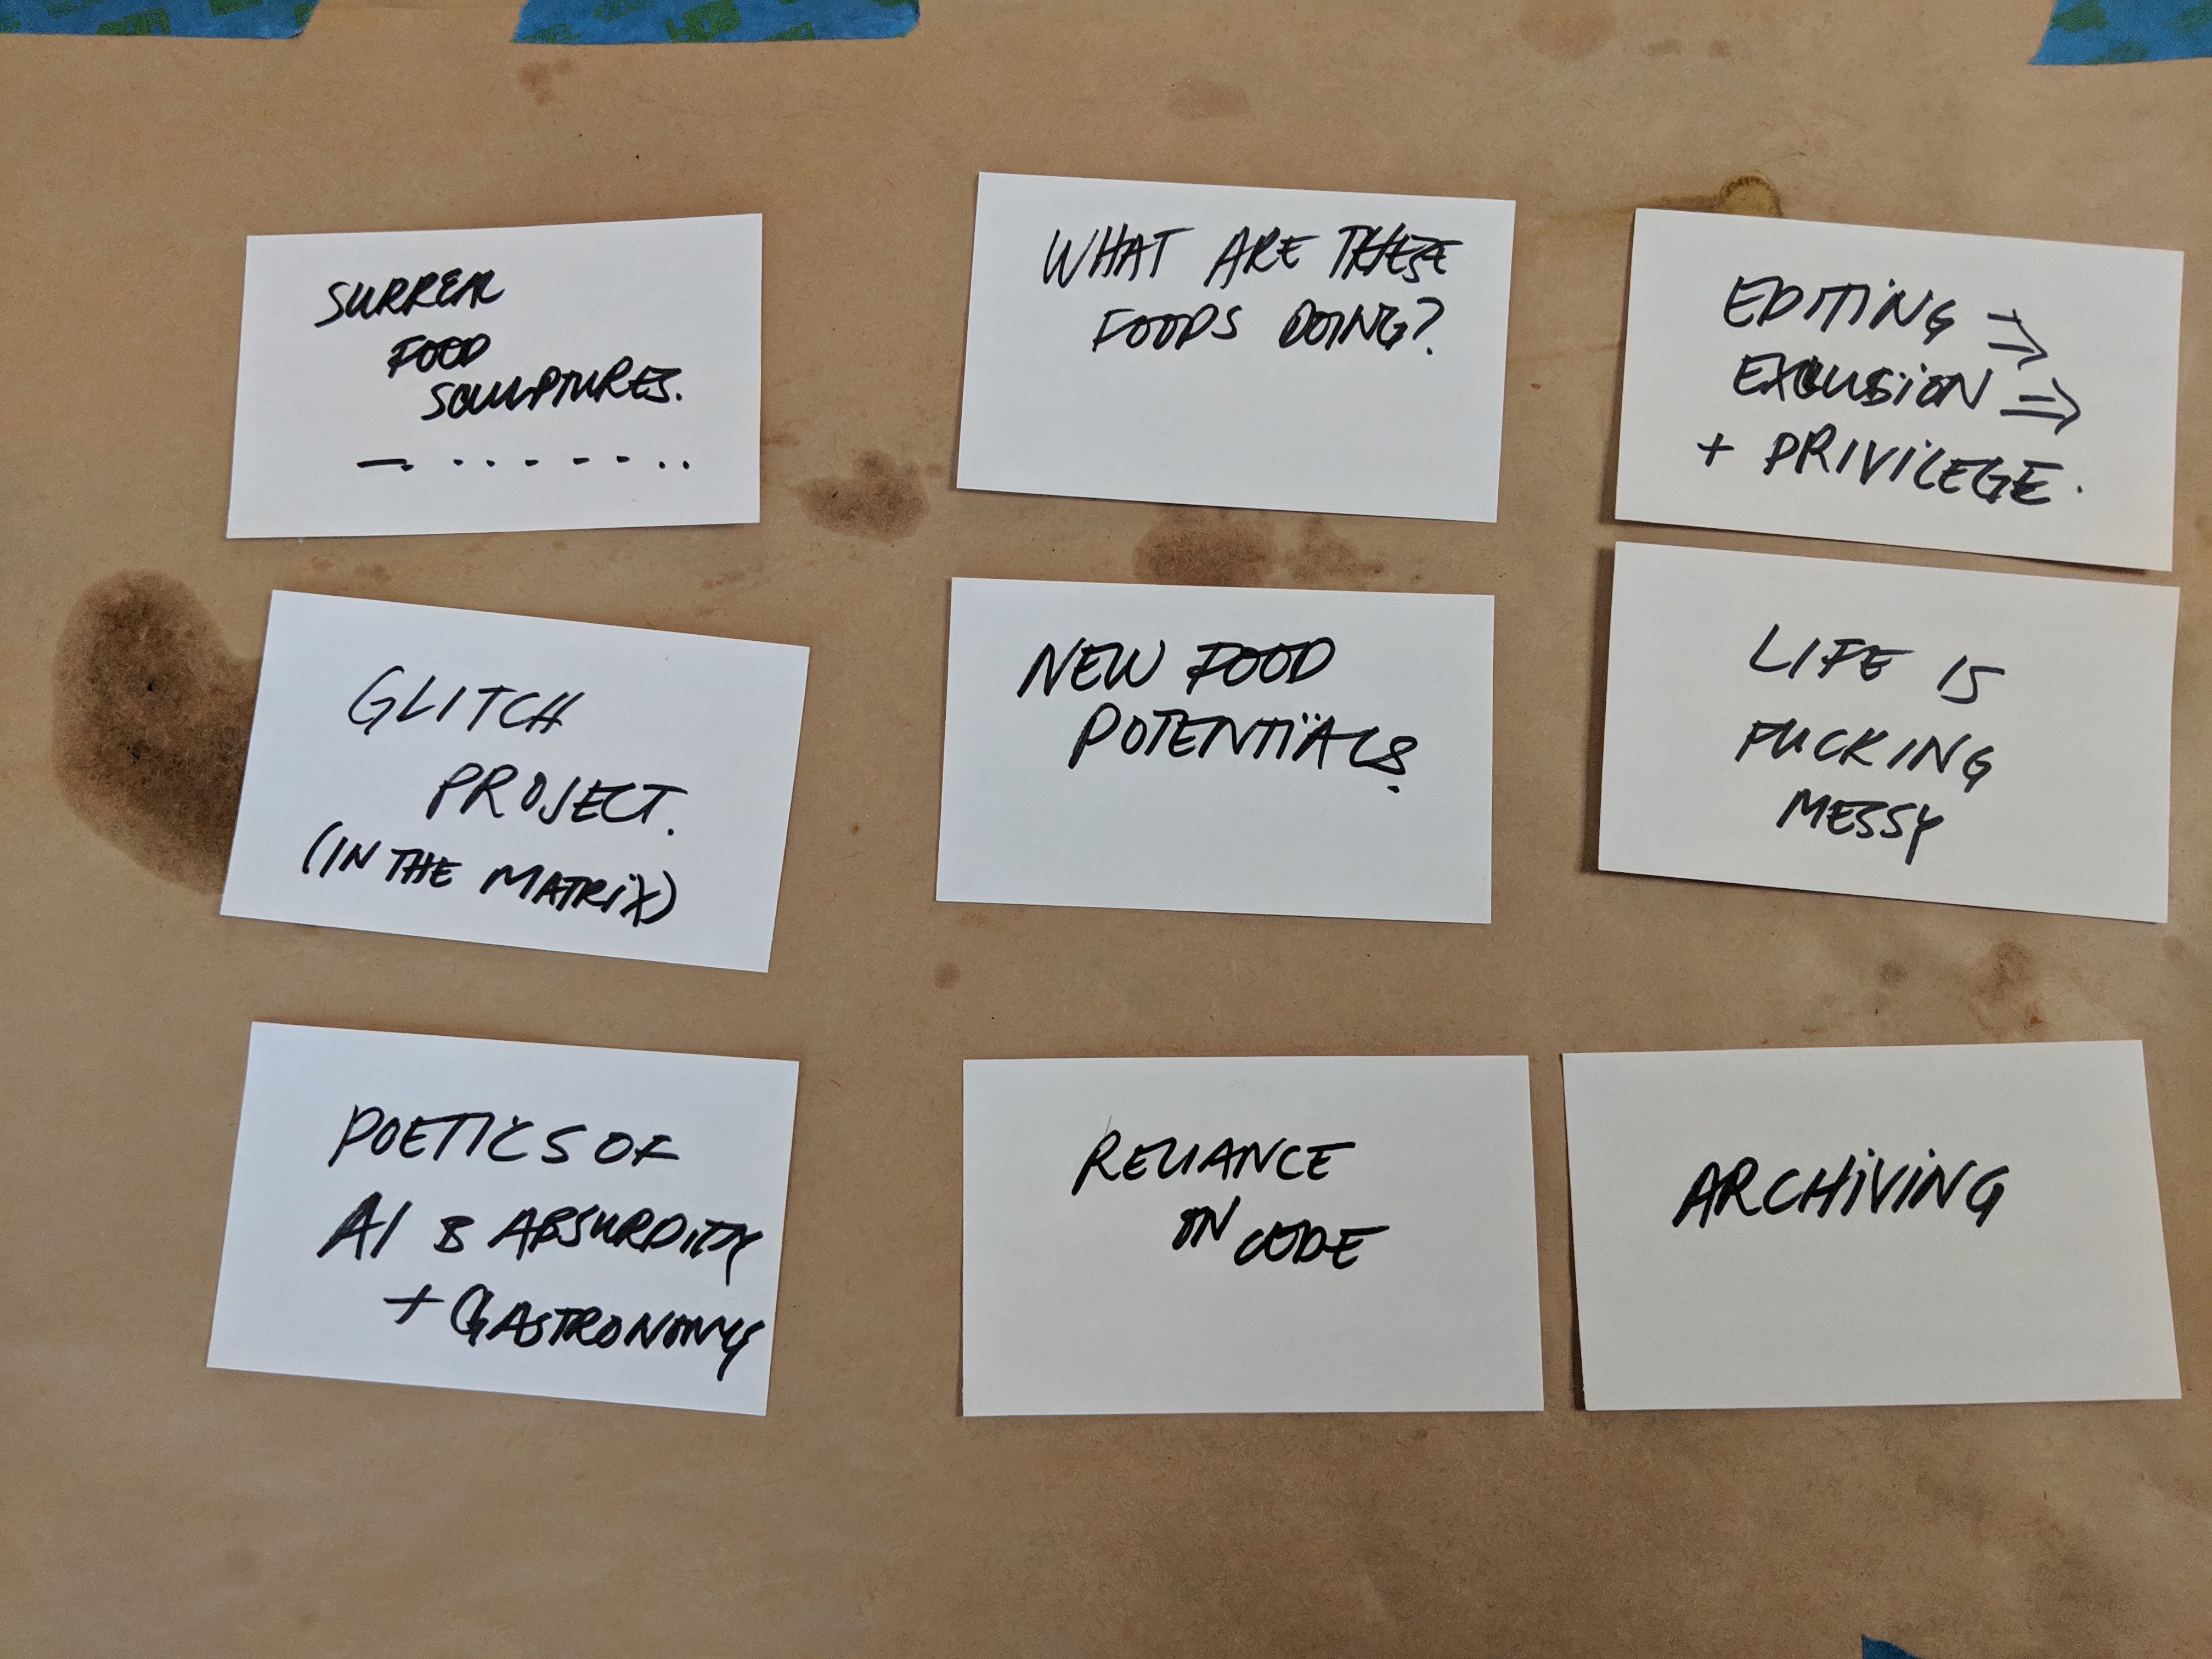 SURREAL
FOOD
SCULPTURES.
WHAT ARE THESE
FOODS DOING?
EDITING ⇒
EXCLUSION ⇒
+ PRIVILEGE.
GLITCH
PROJECT.
(IN THE MATRIX)
NEW FOOD
POTENTIALS
LIFE IS
FUCKING
MESSY
POETICS OF
AI & ABSURDITY
+ GASTRONOMY
RELIANCE
ON CODE
ARCHIVING